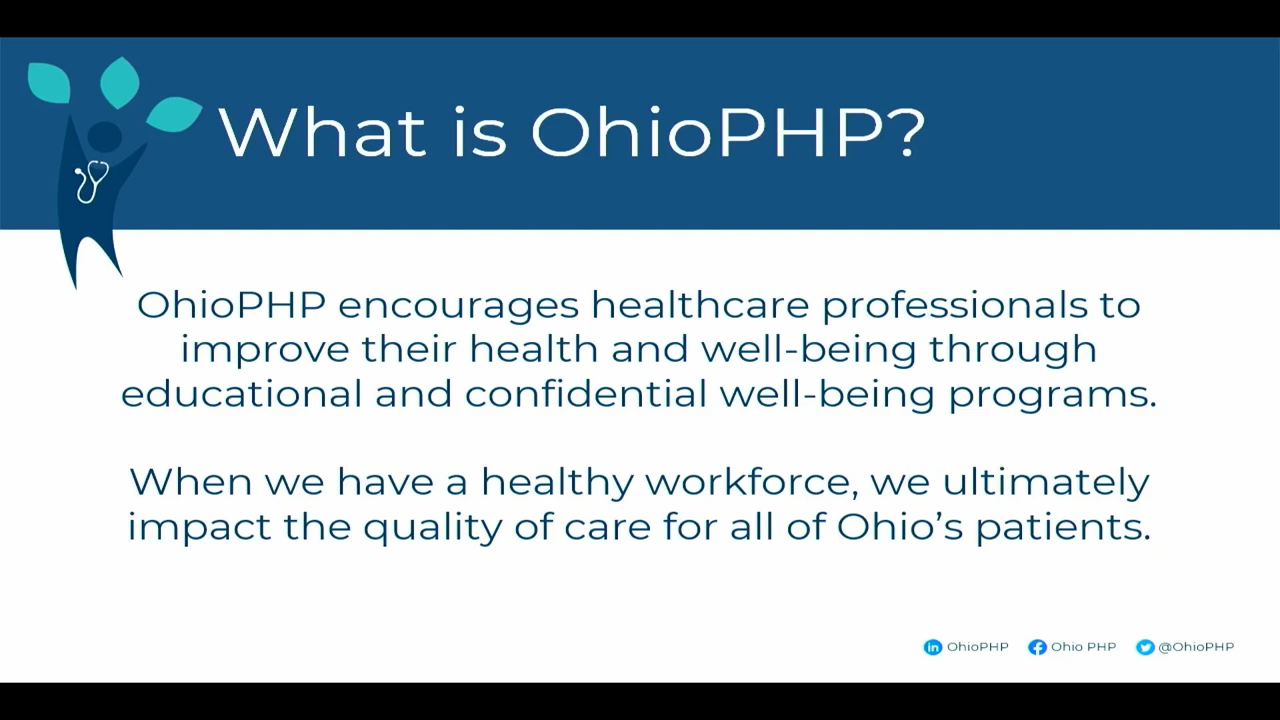 What is OhioPHP?
OhioPHP encourages healthcare professionals to
improve their health and well-being through
educational and confidential well-being programs.
When we have a healthy workforce, we ultimately
impact the quality of care for all of Ohio’s patients.
in OhioPHP f Ohio PHP @OhioPHP